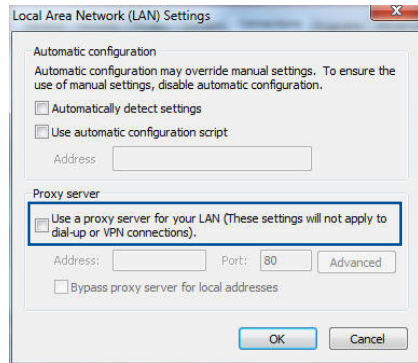 Local Area Network (LAN) Settings
Automatic configuration
Automatic configuration may override manual settings. To ensure the
use of manual settings, disable automatic configuration.
Automatically detect settings
Use automatic configuration script
Address
Proxy server
Use a proxy server for your LAN (These settings will not apply to
dial-up or VPN connections).
Address:
Port:
80
Advanced
Bypass proxy server for local addresses
OK
Cancel